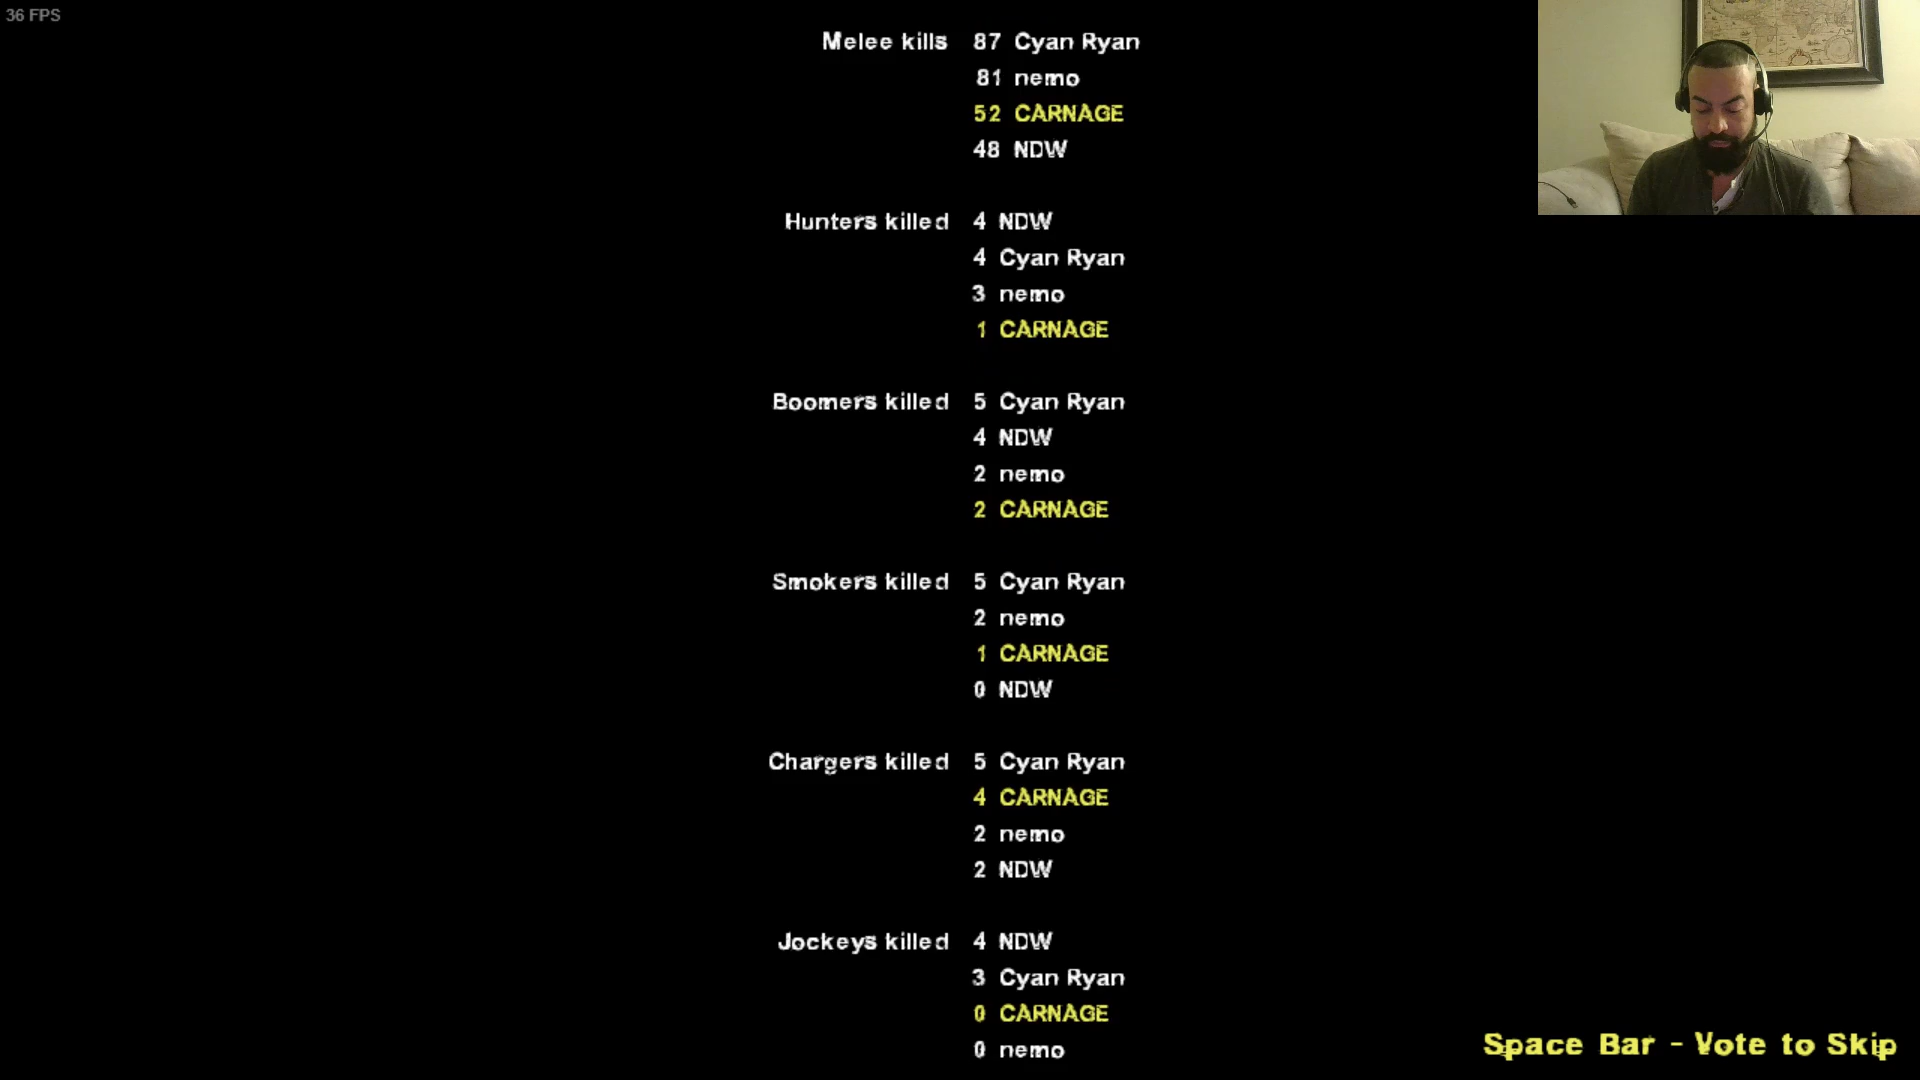 36 FPS
Melee kills 87 Cyan Ryan
81 nemo
52 CARNAGE
48 NDW
Hunters killed 4 NDW
4 Cyan Ryan
3 nemo
1 CARNAGE
Boomers killed 5 Cyan Ryan
4 NDW
2 nemo
2 CARNAGE
Smokers killed 5 Cyan Ryan
2 nemo
1 CARNAGE
0 NDW
Chargers killed 5 Cyan Ryan
4 CARNAGE
2 nemo
2 NDW
Jockeys killed 4 NDW
3 Cyan Ryan
0 CARNAGE
0 nemo
Space Bar - Vote to Skip